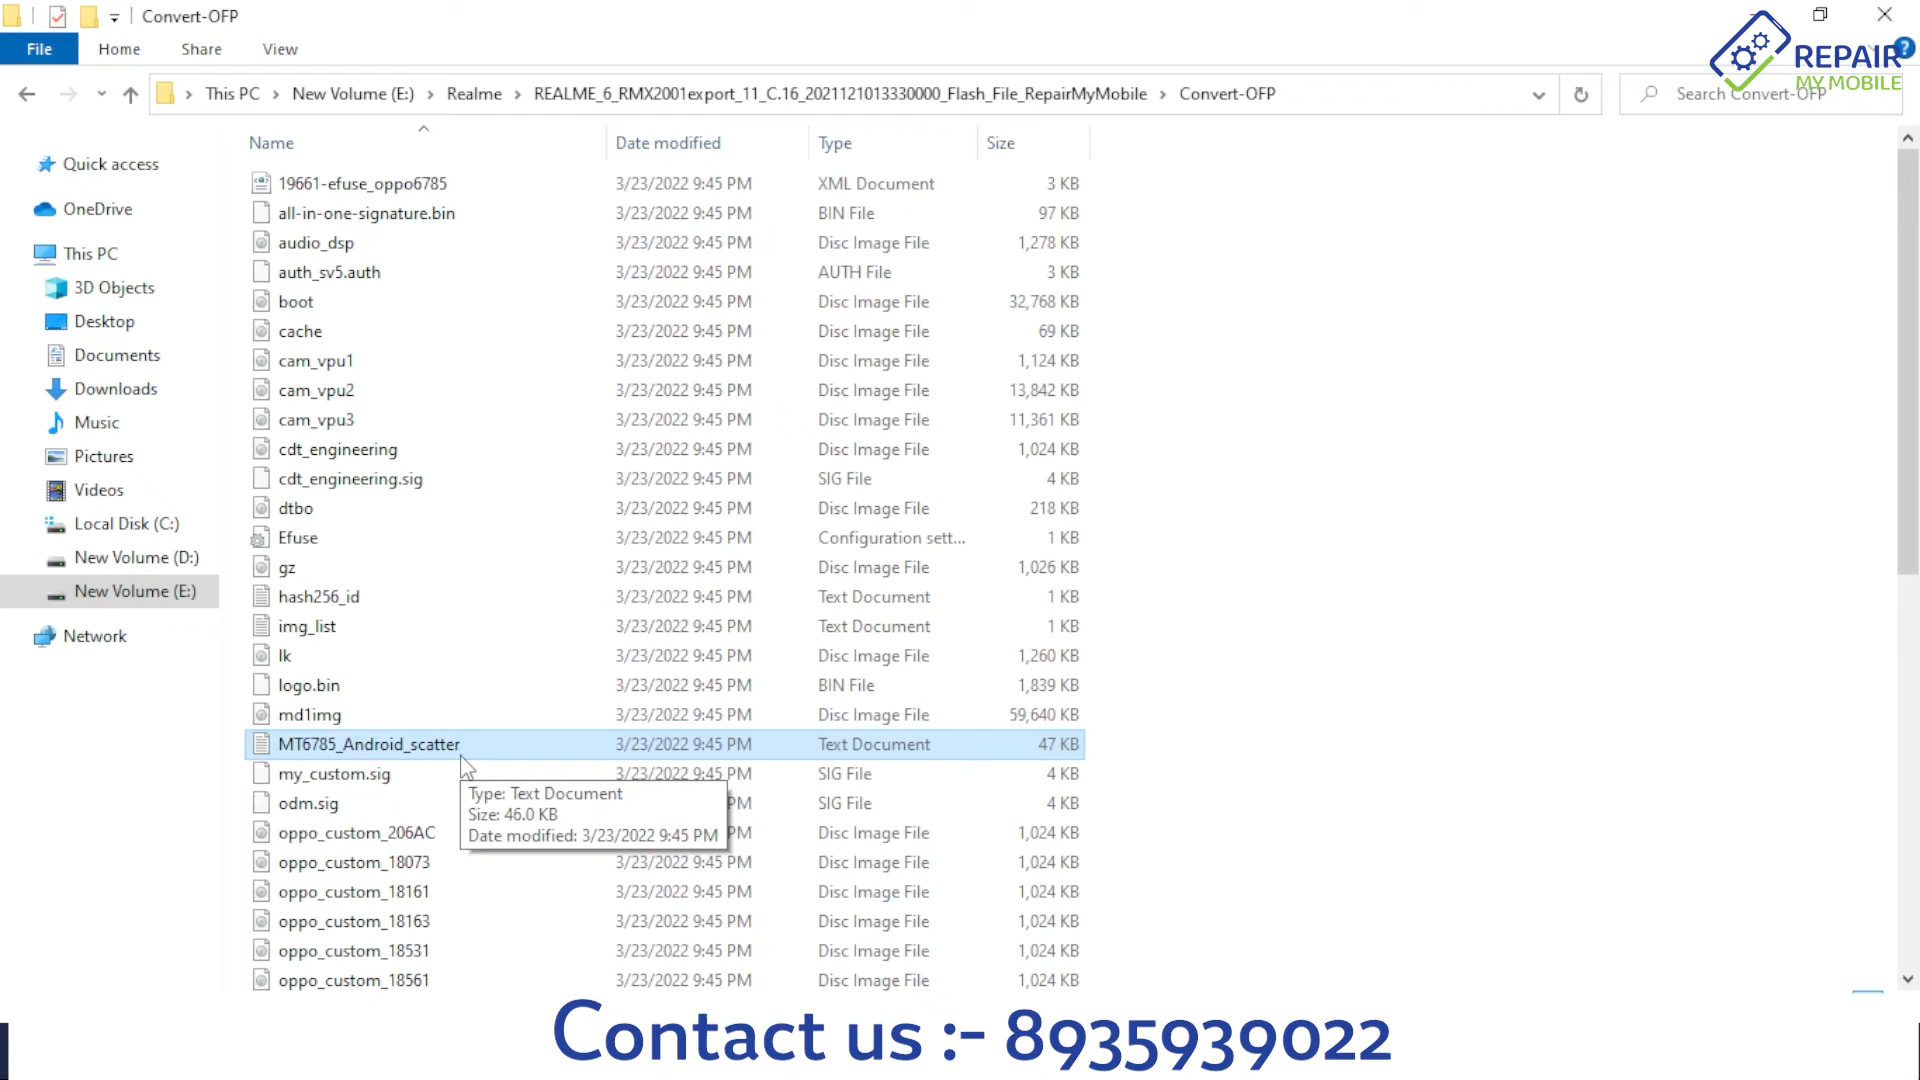 Convert-OFP
File Home Share View
This PC New Volume (E:) Realme REALME_6_RMX2001export_11_C.16_2021121013330000_Flash_File_RepairMyMobile Convert-OFP
Search Convert-OFP
REPAIR
MY MOBILE
?
Name Date modified Type Size
Quick access
OneDrive
This PC
3D Objects
Desktop
Documents
Downloads
Music
Pictures
Videos
Local Disk (C:)
New Volume (D:)
New Volume (E:)
Network
19661-efuse_oppo6785 3/23/2022 9:45 PM XML Document 3 KB
all-in-one-signature.bin 3/23/2022 9:45 PM BIN File 97 KB
audio_dsp 3/23/2022 9:45 PM Disc Image File 1,278 KB
auth_sv5.auth 3/23/2022 9:45 PM AUTH File 3 KB
boot 3/23/2022 9:45 PM Disc Image File 32,768 KB
cache 3/23/2022 9:45 PM Disc Image File 69 KB
cam_vpu1 3/23/2022 9:45 PM Disc Image File 1,124 KB
cam_vpu2 3/23/2022 9:45 PM Disc Image File 13,842 KB
cam_vpu3 3/23/2022 9:45 PM Disc Image File 11,361 KB
cdt_engineering 3/23/2022 9:45 PM Disc Image File 1,024 KB
cdt_engineering.sig 3/23/2022 9:45 PM SIG File 4 KB
dtbo 3/23/2022 9:45 PM Disc Image File 218 KB
Efuse 3/23/2022 9:45 PM Configuration sett... 1 KB
gz 3/23/2022 9:45 PM Disc Image File 1,026 KB
hash256_id 3/23/2022 9:45 PM Text Document 1 KB
img_list 3/23/2022 9:45 PM Text Document 1 KB
lk 3/23/2022 9:45 PM Disc Image File 1,260 KB
logo.bin 3/23/2022 9:45 PM BIN File 1,839 KB
md1img 3/23/2022 9:45 PM Disc Image File 59,640 KB
MT6785_Android_scatter 3/23/2022 9:45 PM Text Document 47 KB
my_custom.sig 3/23/2022 9:45 PM SIG File 4 KB
odm.sig PM SIG File 4 KB
oppo_custom_206AC PM Disc Image File 1,024 KB
oppo_custom_18073 3/23/2022 9:45 PM Disc Image File 1,024 KB
oppo_custom_18161 3/23/2022 9:45 PM Disc Image File 1,024 KB
oppo_custom_18163 3/23/2022 9:45 PM Disc Image File 1,024 KB
oppo_custom_18531 3/23/2022 9:45 PM Disc Image File 1,024 KB
oppo_custom_18561 3/23/2022 9:45 PM Disc Image File 1,024 KB
Type: Text Document
Size: 46.0 KB
Date modified: 3/23/2022 9:45 PM
Contact us :- 8935939022